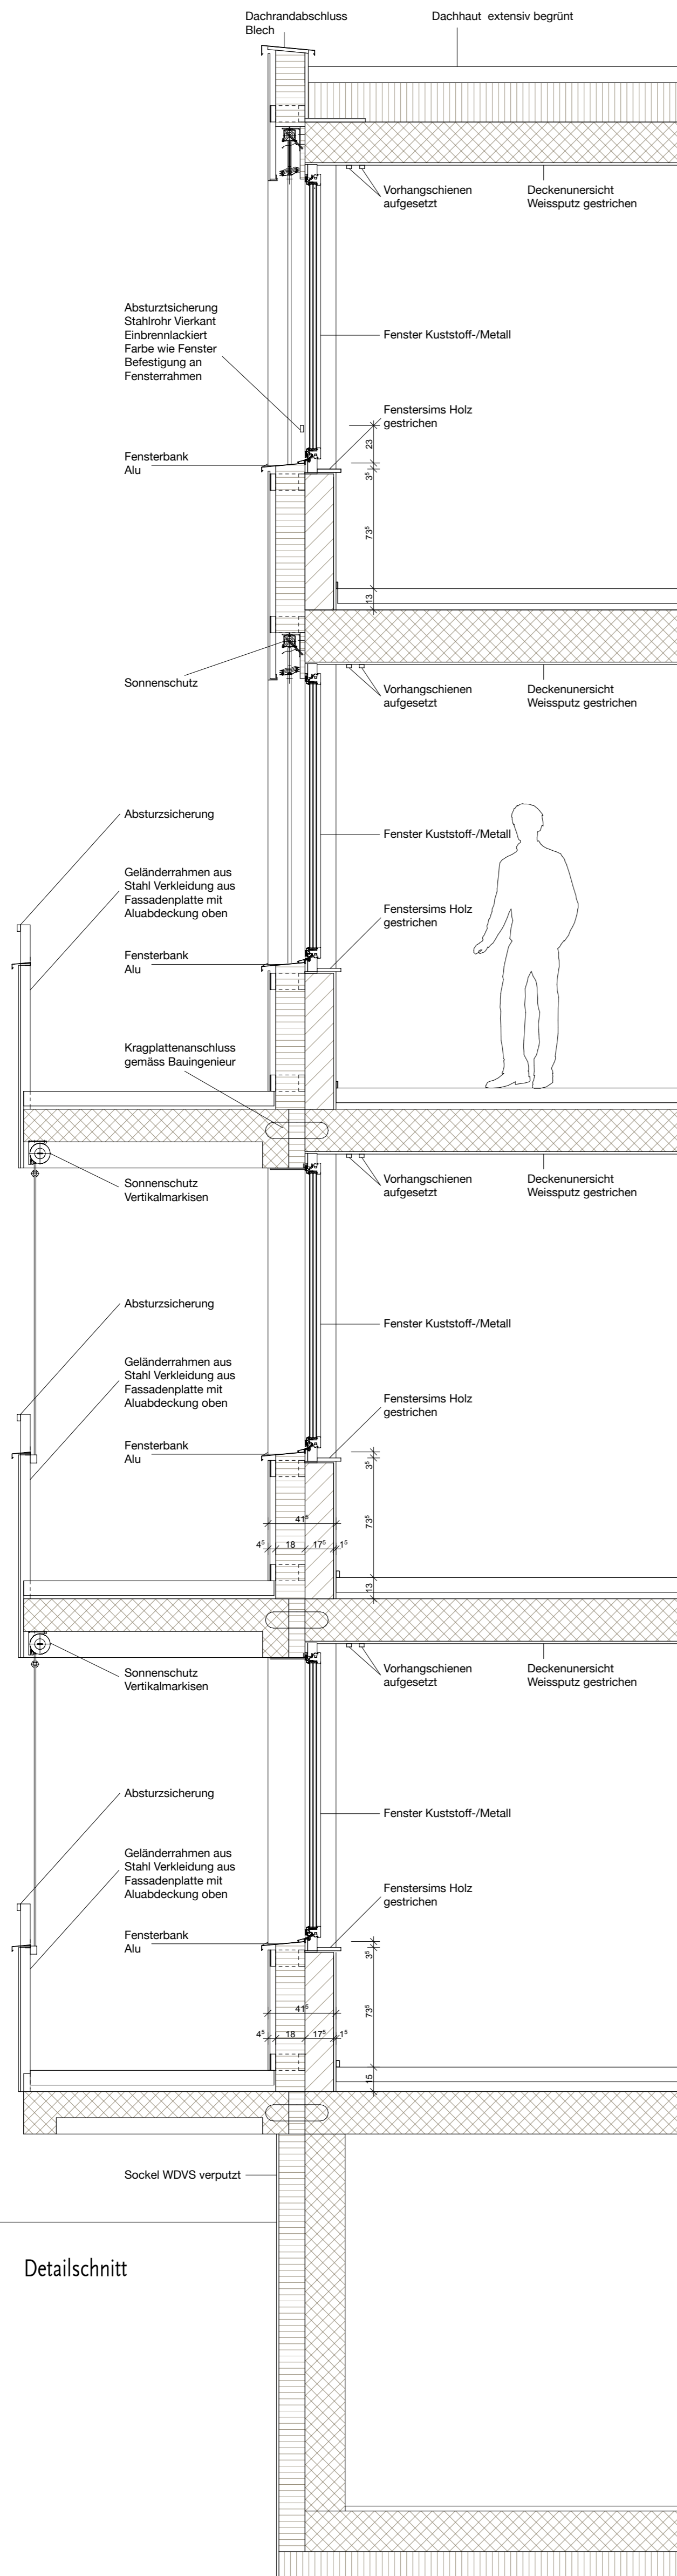 Dachrandabschluss
Blech
Dachhaut extensiv begrünt
Vorhangschienen
aufgesetzt
Deckenunersicht
Weissputz gestrichen
Absturztsicherung
Stahlrohr Vierkant
Einbrennlackiert
Farbe wie Fenster
Befestigung an
Fensterrahmen
Fenster Kuststoff-/Metall
Fenstersims Holz
gestrichen
23
Fensterbank
Alu
3⁵
73⁵
13
Sonnenschutz
Vorhangschienen
aufgesetzt
Deckenunersicht
Weissputz gestrichen
Absturzsicherung
Fenster Kuststoff-/Metall
Geländerrahmen aus
Stahl Verkleidung aus
Fassadenplatte mit
Aluabdeckung oben
Fenstersims Holz
gestrichen
Fensterbank
Alu
Kragplattenanschluss
gemäss Bauingenieur
Sonnenschutz
Vertikalmarkisen
Vorhangschienen
aufgesetzt
Deckenunersicht
Weissputz gestrichen
Absturzsicherung
Fenster Kuststoff-/Metall
Geländerrahmen aus
Stahl Verkleidung aus
Fassadenplatte mit
Aluabdeckung oben
Fenstersims Holz
gestrichen
Fensterbank
Alu
3⁵
73⁵
41⁵
4⁵ 18 17⁵ 1⁵
13
Sonnenschutz
Vertikalmarkisen
Vorhangschienen
aufgesetzt
Deckenunersicht
Weissputz gestrichen
Absturzsicherung
Fenster Kuststoff-/Metall
Geländerrahmen aus
Stahl Verkleidung aus
Fassadenplatte mit
Aluabdeckung oben
Fenstersims Holz
gestrichen
Fensterbank
Alu
3⁵
73⁵
41⁵
4⁵ 18 17⁵ 1⁵
15
Sockel WDVS verputzt
Detailschnitt